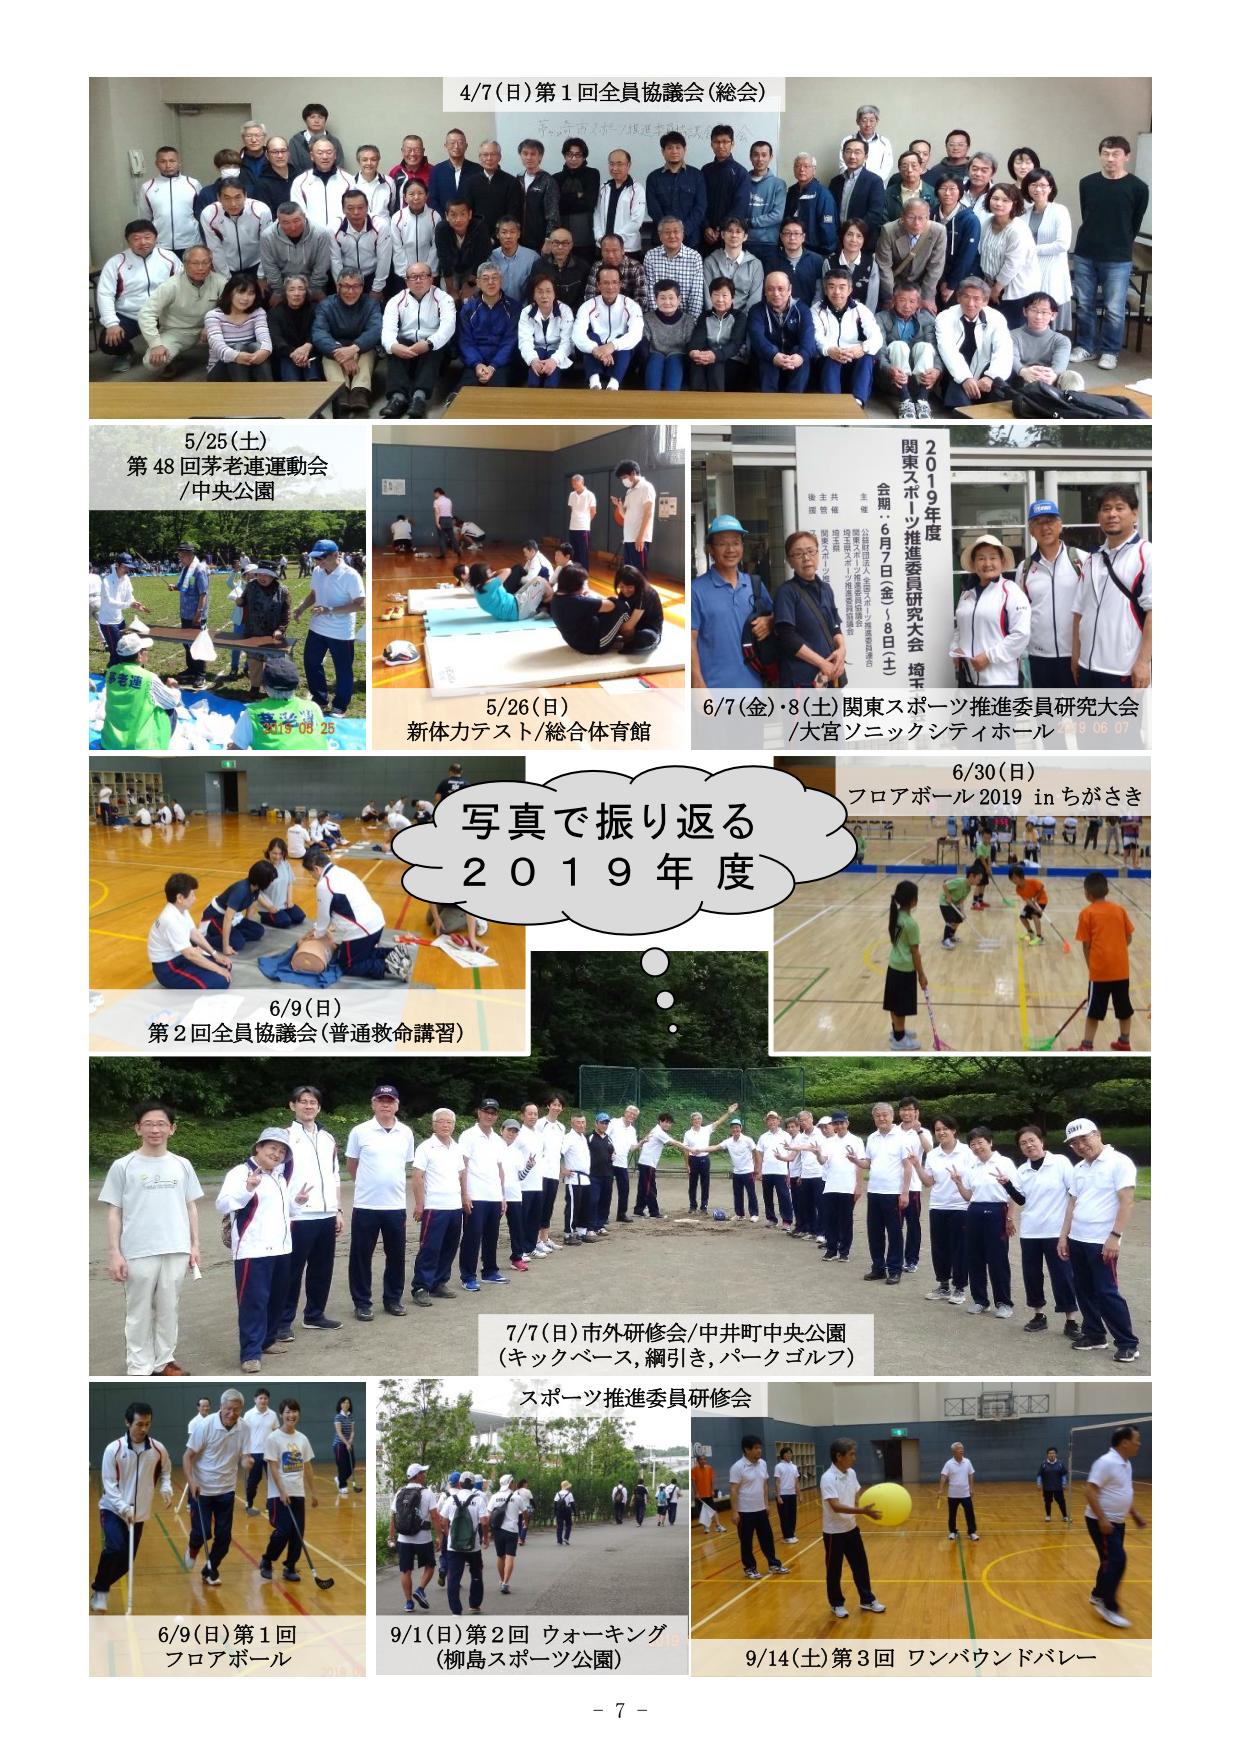 4/7(日)第1回全員協議会(総会)
5/25(土)
第48回茅老連運動会
/中央公園
茅老連
2019 05 25
5/26(日)
新体力テスト/総合体育館
2019年度
関東スポーツ推進委員研究大会 埼玉
会期：6月7日(金)～8日(土)
6/7(金)・8(土)関東スポーツ推進委員研究大会
/大宮ソニックシティホール
写真で振り返る
2019年度
6/30(日)
フロアボール2019 inちがさき
6/9(日)
第2回全員協議会(普通救命講習)
7/7(日)市外研修会/中井町中央公園
(キックベース,綱引き,パークゴルフ)
スポーツ推進委員研修会
6/9(日)第1回
フロアボール
9/1(日)第2回 ウォーキング
(柳島スポーツ公園)
9/14(土)第3回 ワンバウンドバレー
- 7 -